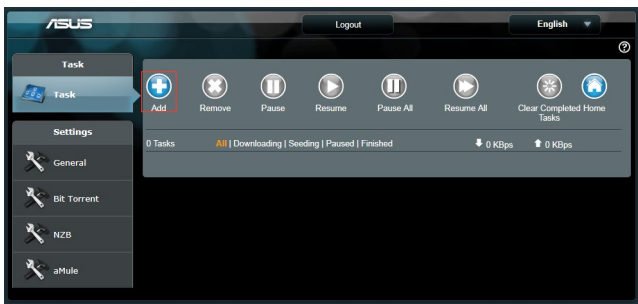 ASUS
Logout
English
?
Task
Task
Add
Remove
Pause
Resume
Pause All
Resume All
Clear Completed Tasks
Home
0 Tasks
All | Downloading | Seeding | Paused | Finished
0 KBps
0 KBps
Settings
General
Bit Torrent
NZB
aMule